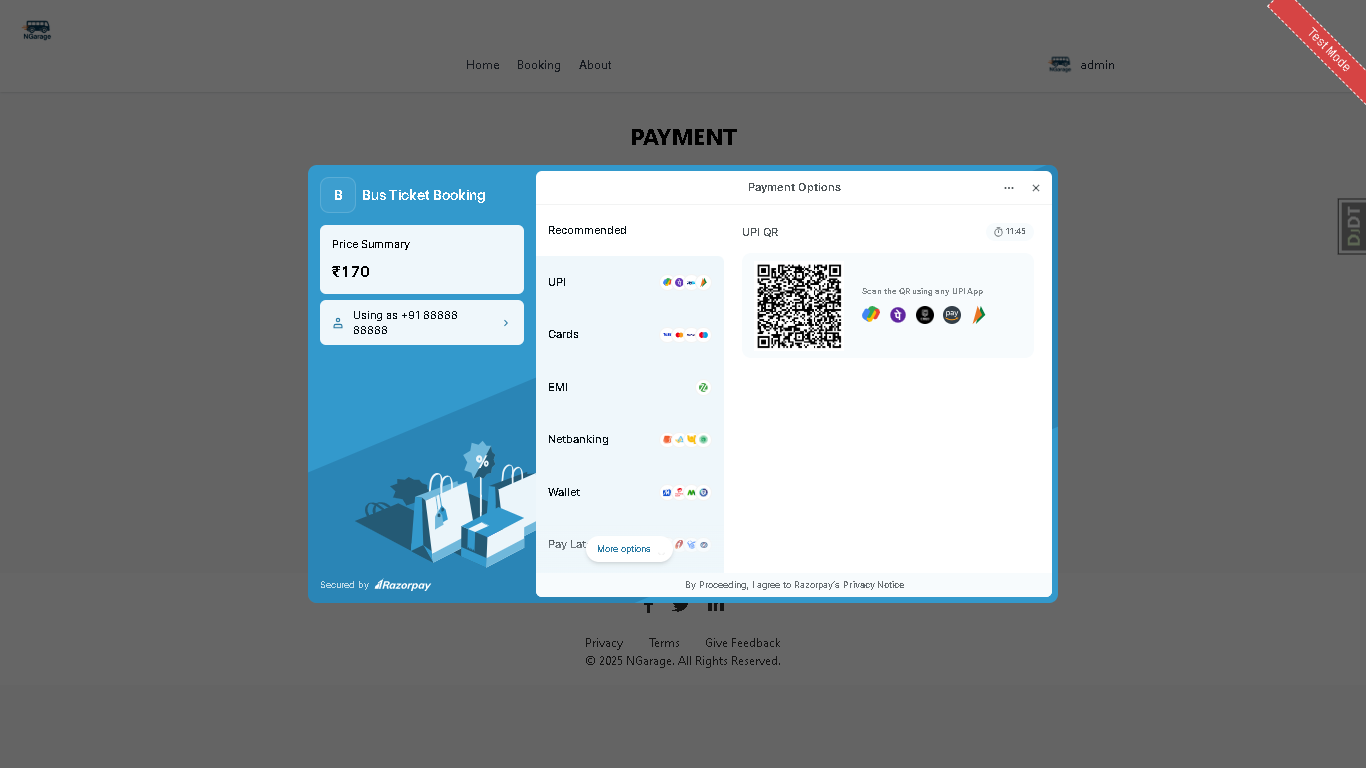 NGarage
Home Booking About
admin
Test Mode
PAYMENT
B Bus Ticket Booking
Price Summary
₹170
Using as +91 88888
88888
%
Secured by Razorpay
Payment Options
Recommended
UPI
Cards
EMI
Netbanking
Wallet
Pay Lat
More options
UPI QR
11:45
Scan the QR using any UPI App
pay
By Proceeding, I agree to Razorpay's Privacy Notice
DJDT
Privacy Terms Give Feedback
© 2025 NGarage. All Rights Reserved.